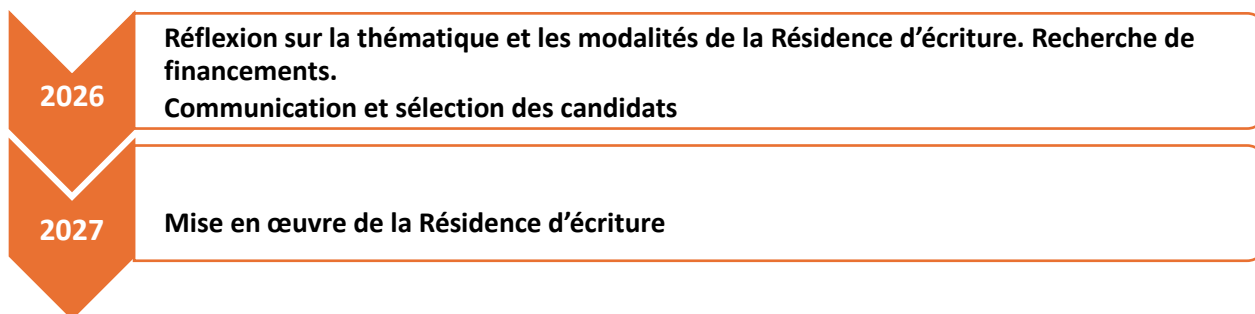 2026
Réflexion sur la thématique et les modalités de la Résidence d’écriture. Recherche de
financements.
Communication et sélection des candidats
2027
Mise en œuvre de la Résidence d’écriture